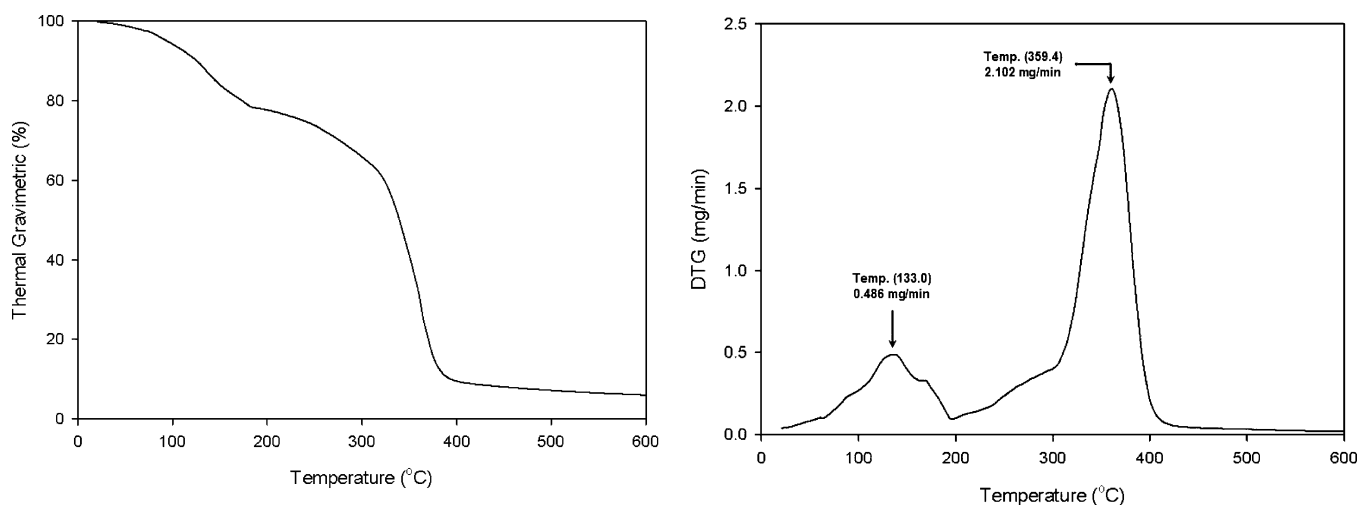 Thermal Gravimetric (%)
100
80
60
40
20
0
0 100 200 300 400 500 600
Temperature (°C)
DTG (mg/min)
2.5
2.0
1.5
1.0
0.5
0.0
Temp. (359.4)
2.102 mg/min
Temp. (133.0)
0.486 mg/min
0 100 200 300 400 500 600
Temperature (°C)